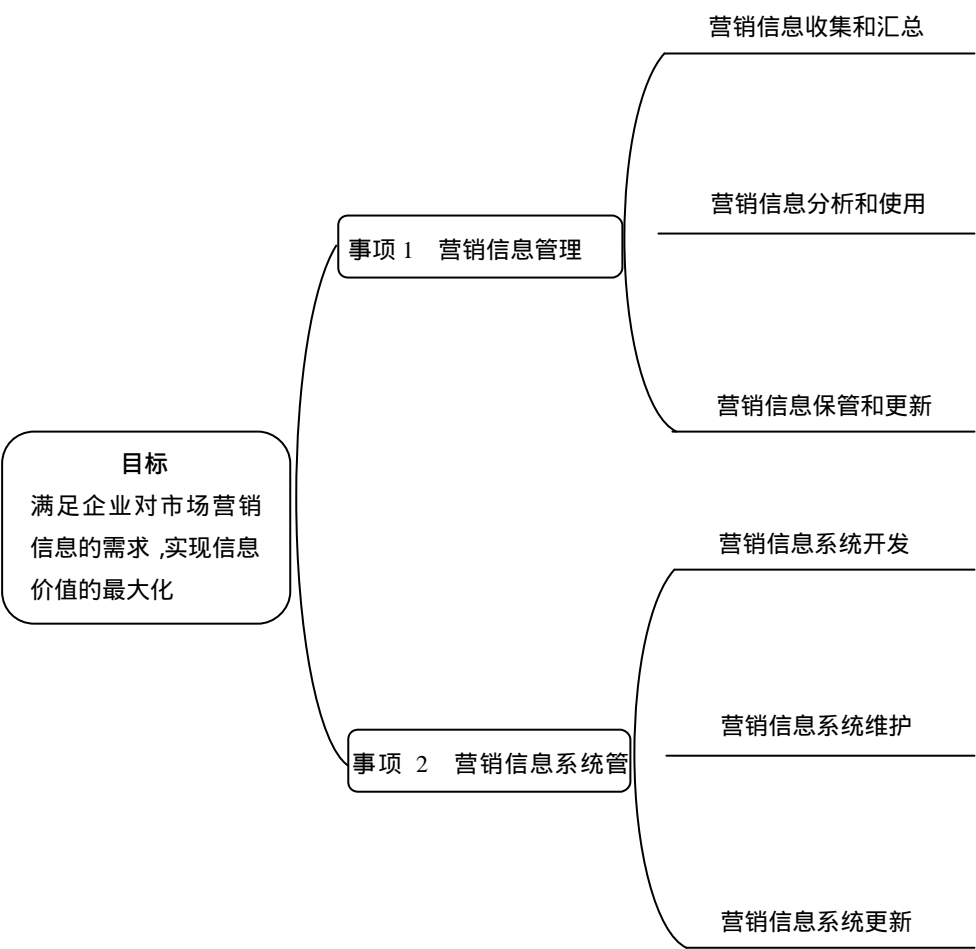 营销信息收集和汇总
营销信息分析和使用
事项 1 营销信息管理
营销信息保管和更新
目标
满足企业对市场营销
信息的需求,实现信息
价值的最大化
营销信息系统开发
营销信息系统维护
事项 2 营销信息系统管
营销信息系统更新